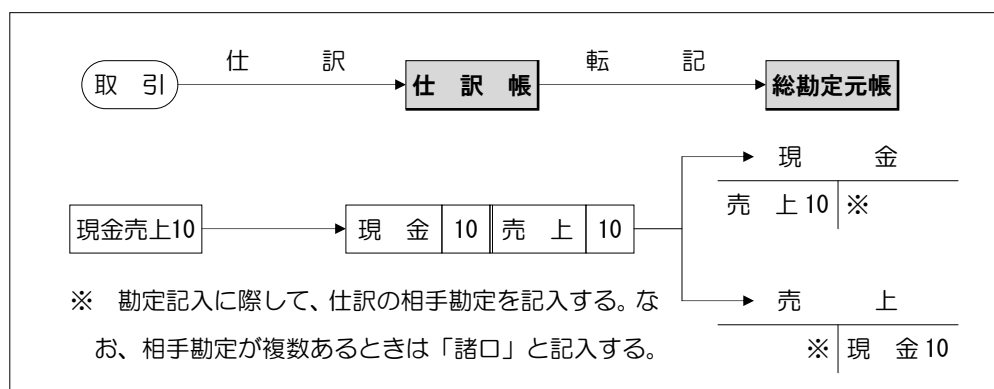 仕 訳 転 記
取 引 仕 訳 帳 総勘定元帳
現 金
売 上 10 ※
現金売上10 現 金 10 売 上 10
※ 勘定記入に際して、仕訳の相手勘定を記入する。な
お、相手勘定が複数あるときは「諸口」と記入する。
売 上
※ 現 金 10